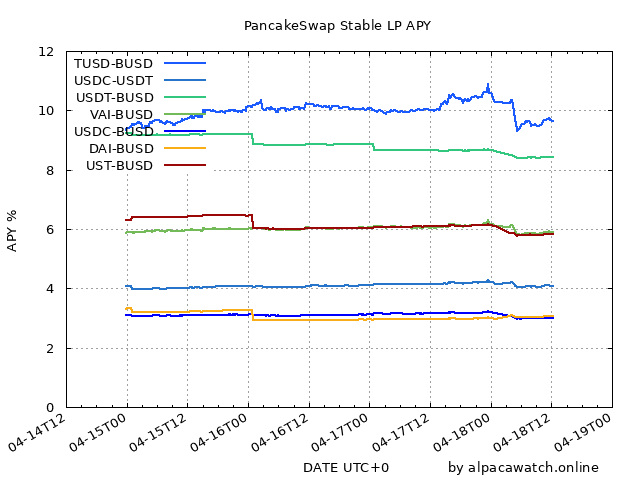 PancakeSwap Stable LP APY
12
10
8
6
4
2
0
APY %
TUSD-BUSD
USDC-USDT
USDT-BUSD
VAI-BUSD
USDC-BUSD
DAI-BUSD
UST-BUSD
04-14T12
04-15T00
04-15T12
04-16T00
04-16T12
04-17T00
04-17T12
04-18T00
04-18T12
04-19T00
DATE UTC+0
by alpacawatch.online